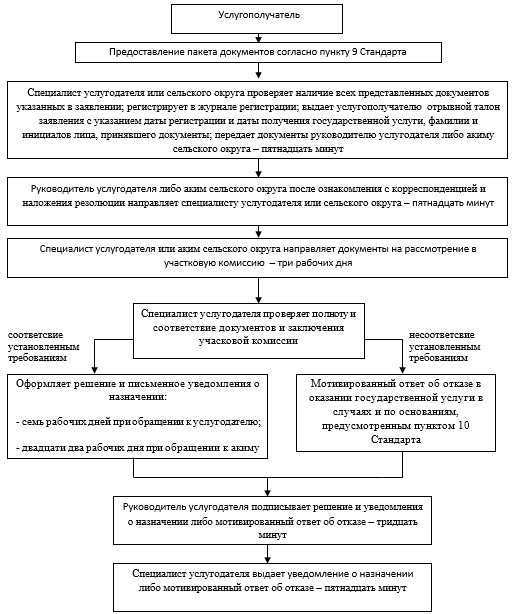 Услугополучатель
Предоставление пакета документов согласно пункту 9 Стандарта
Специалист услугодателя или сельского округа проверяет наличие всех представленных документов
указанных в заявлении; регистрирует в журнале регистрации; выдает услугополучателю отрывной талон
заявления с указанием даты регистрации и даты получения государственной услуги, фамилии и
инициалов лица, принявшего документы; передает документы руководителю услугодателя либо акиму
сельского округа – пятнадцать минут
Руководитель услугодателя либо аким сельского округа после ознакомления с корреспонденцией и
наложения резолюции направляет специалисту услугодателя или сельского округа – пятнадцать минут
Специалист услугодателя или аким сельского округа направляет документы на рассмотрение в
участковую комиссию – три рабочих дня
Специалист услугодателя проверяет полноту и
соответствие документов и заключения
учасковой комиссии
соответсвие
установленным
требованиям
несоответсвие
установленным
требованиям
Оформляет решение и письменное уведомления о
назначении:
- семь рабочих дней при обращении к услугодателю;
- двадцати два рабочих дня при обращении к акиму
Мотивированный ответ об отказе в
оказании государственной услуги в
случаях и по основаниям,
предусмотренным пунктом 10
Стандарта
Руководитель услугодателя подписывает решение и уведомления
о назначении либо мотивированный ответ об отказе – тридцать
минут
Специалист услугодателя выдает уведомление о назначении
либо мотивированный ответ об отказе – пятнадцать минут